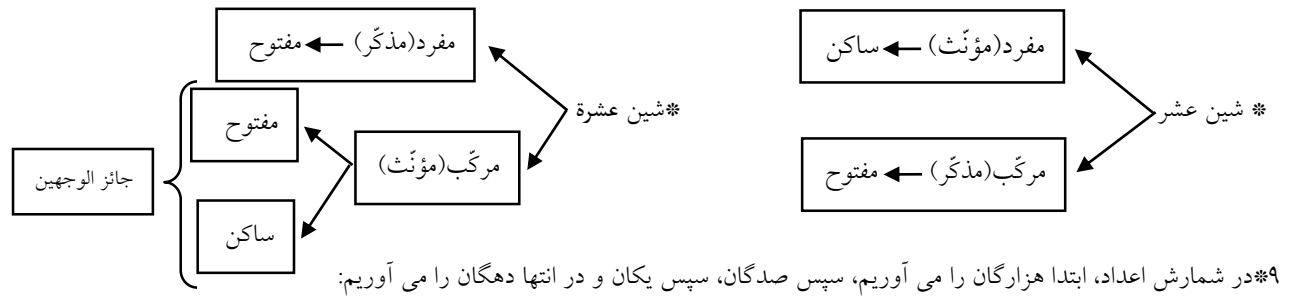 * شین عشر
مفرد(مؤنّث) ← ساکن
مرکّب(مذکّر) ← مفتوح
*شین عشرة
مفرد(مذکّر) ← مفتوح
مرکّب(مؤنّث)
مفتوح
ساکن
جائز الوجهین
۹*در شمارش اعداد، ابتدا هزارگان را می آوریم، سپس صدگان، سپس یکان و در انتها دهگان را می آوریم: